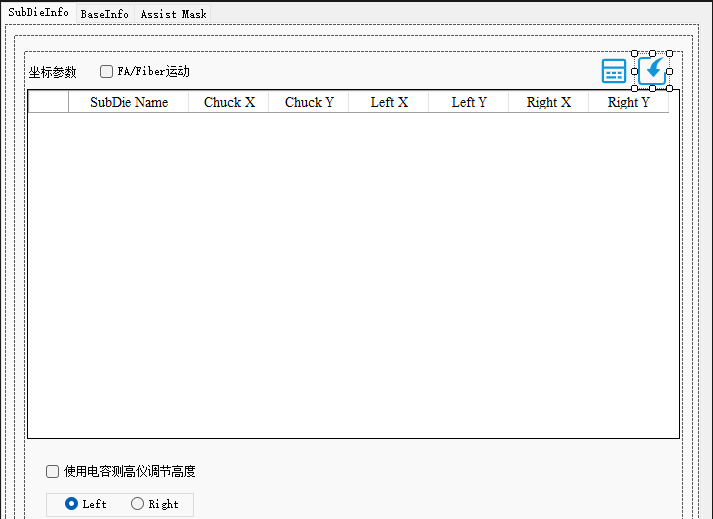 SubDieInfo BaseInfo Assist Mask
坐标参数 FA/Fiber运动
SubDie Name Chuck X Chuck Y Left X Left Y Right X Right Y
使用电容测高仪调节高度
Left Right